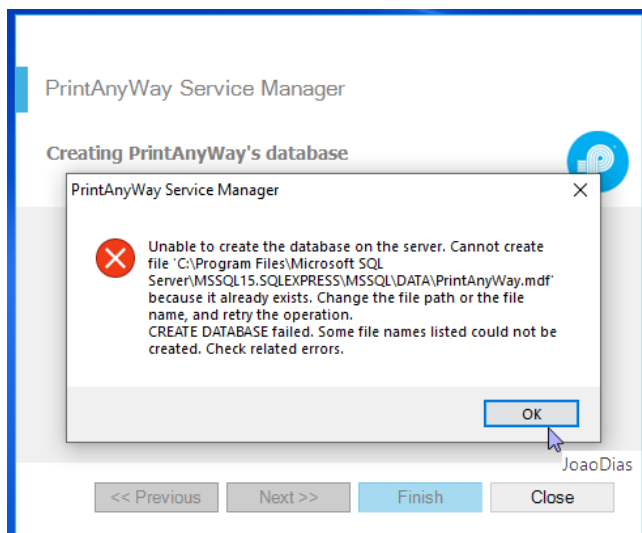 PrintAnyWay Service Manager
Creating PrintAnyWay's database
PrintAnyWay Service Manager
Unable to create the database on the server. Cannot create
file 'C:\Program Files\Microsoft SQL
Server\MSSQL15.SQLEXPRESS\MSSQL\DATA\PrintAnyWay.mdf'
because it already exists. Change the file path or the file
name, and retry the operation.
CREATE DATABASE failed. Some file names listed could not be
created. Check related errors.
OK
JoaoDias
<< Previous
Next >>
Finish
Close